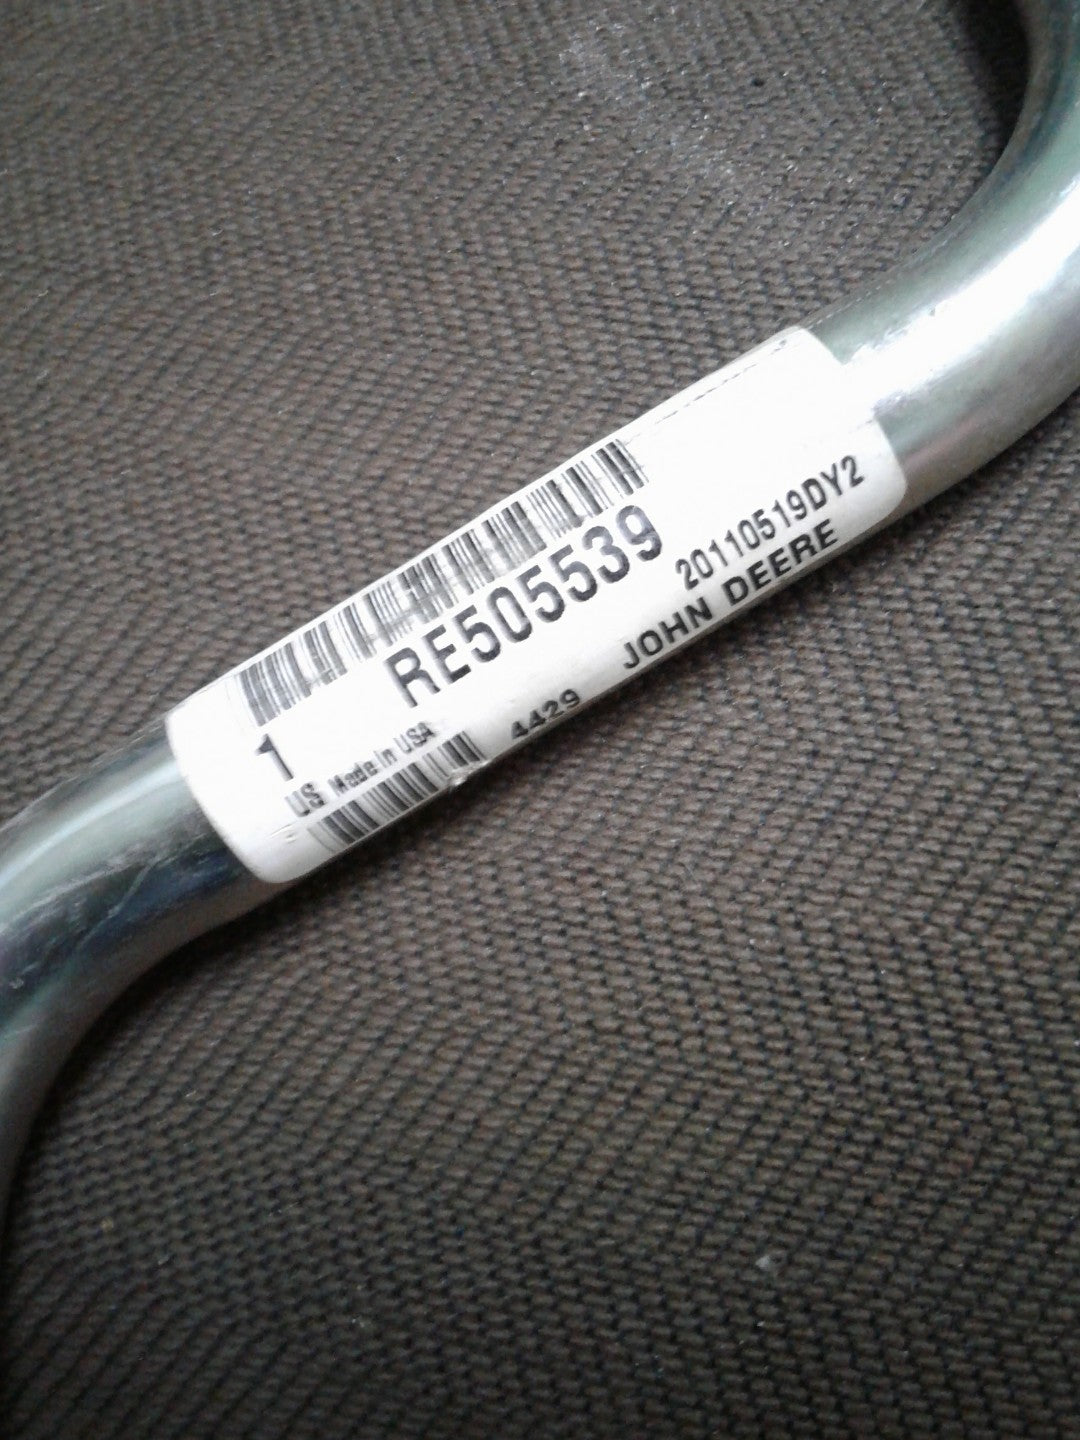 RE505539
1
20110519DY2
US Made in USA
4429
JOHN DEERE